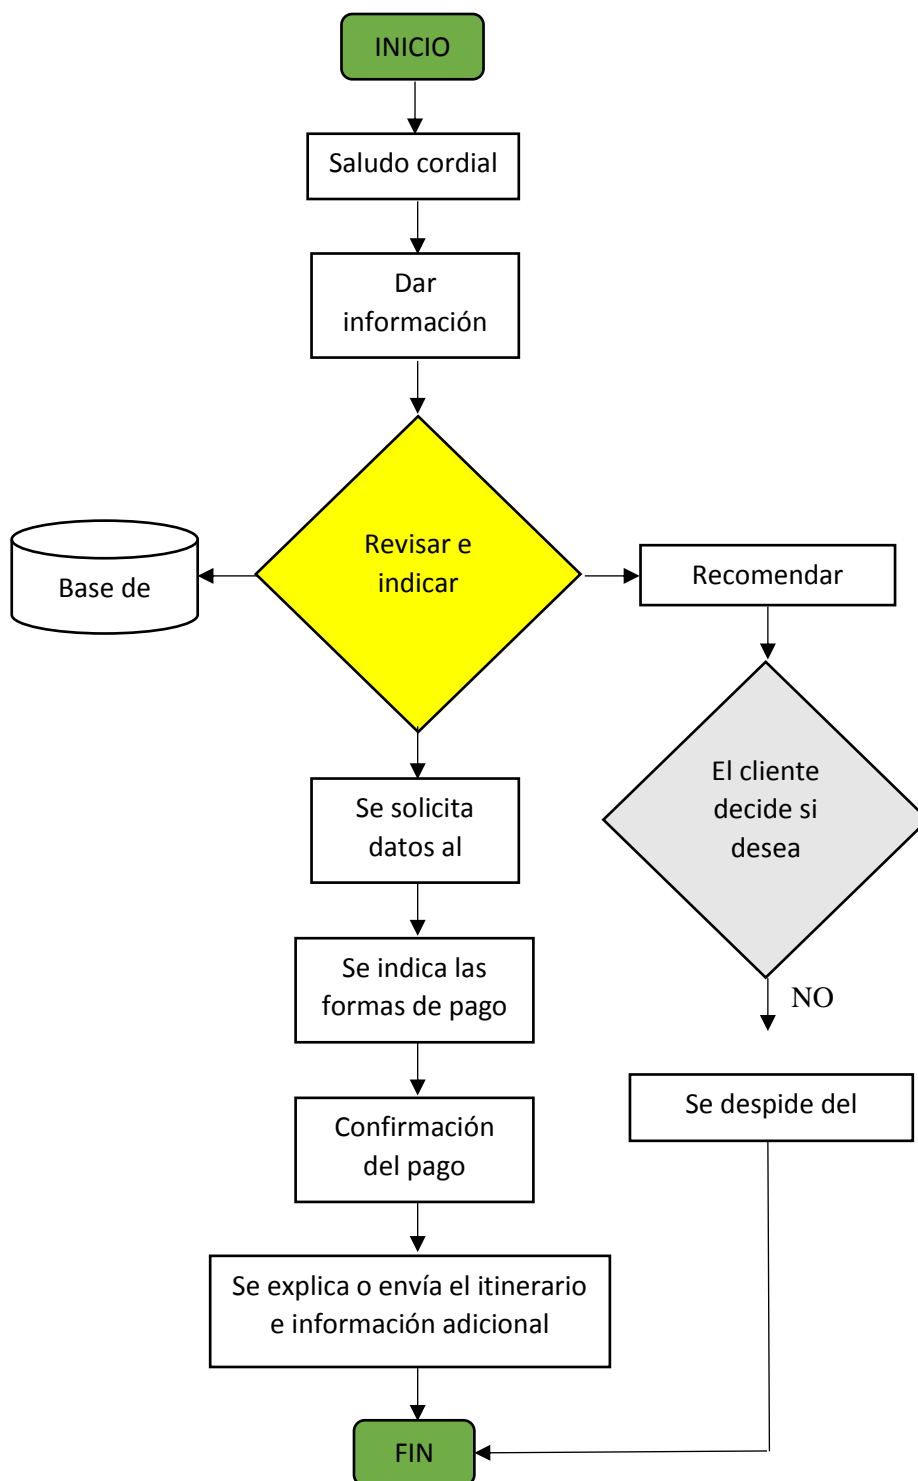 INICIO
Saludo cordial
Dar
información
Revisar e
indicar
Base de
Recomendar
El cliente
decide si
desea
Se solicita
datos al
Se indica las
formas de pago
NO
Confirmación
del pago
Se despide del
Se explica o envía el itinerario
e información adicional
FIN